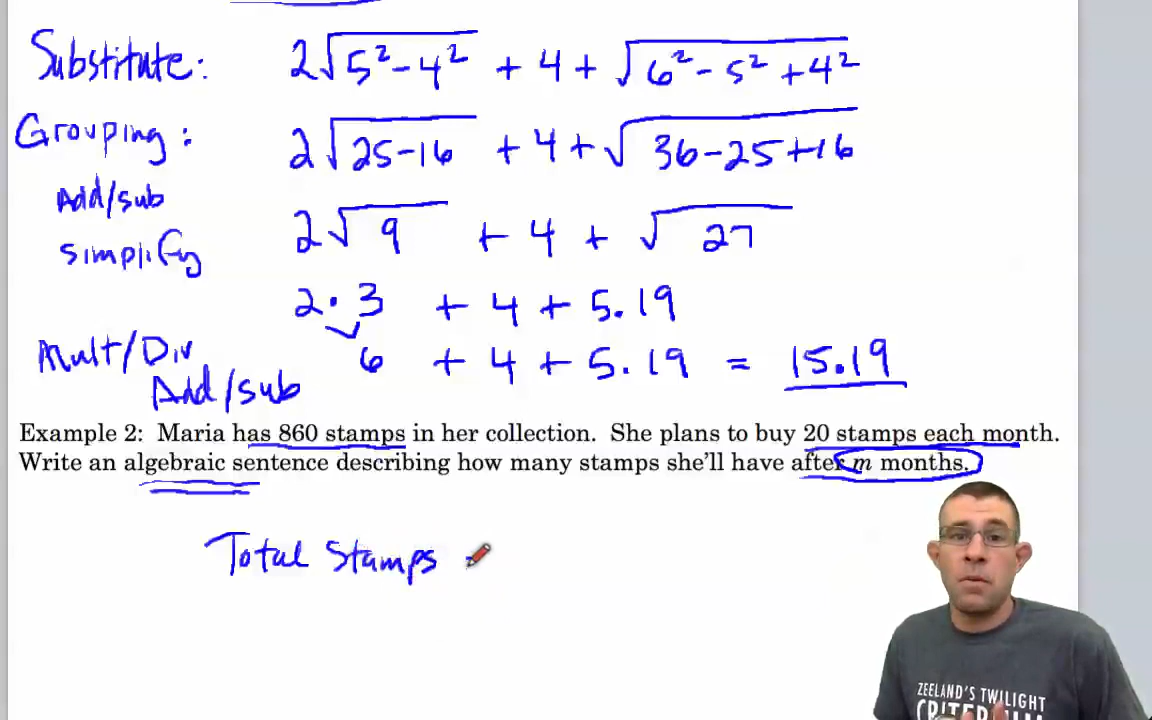 Substitute: 2√5²-4² + 4 + √6²-5²+4²
Grouping: 2√25-16 + 4 + √36-25+16
Add/sub
simplify 2√9 + 4 + √27
2·3 + 4 + 5.19
Mult/Div 6 + 4 + 5.19 = 15.19
Add/sub
Example 2: Maria has 860 stamps in her collection. She plans to buy 20 stamps each month.
Write an algebraic sentence describing how many stamps she'll have after m months.
Total Stamps
ZEELAND'S TWILIGHT
CRITERIUM